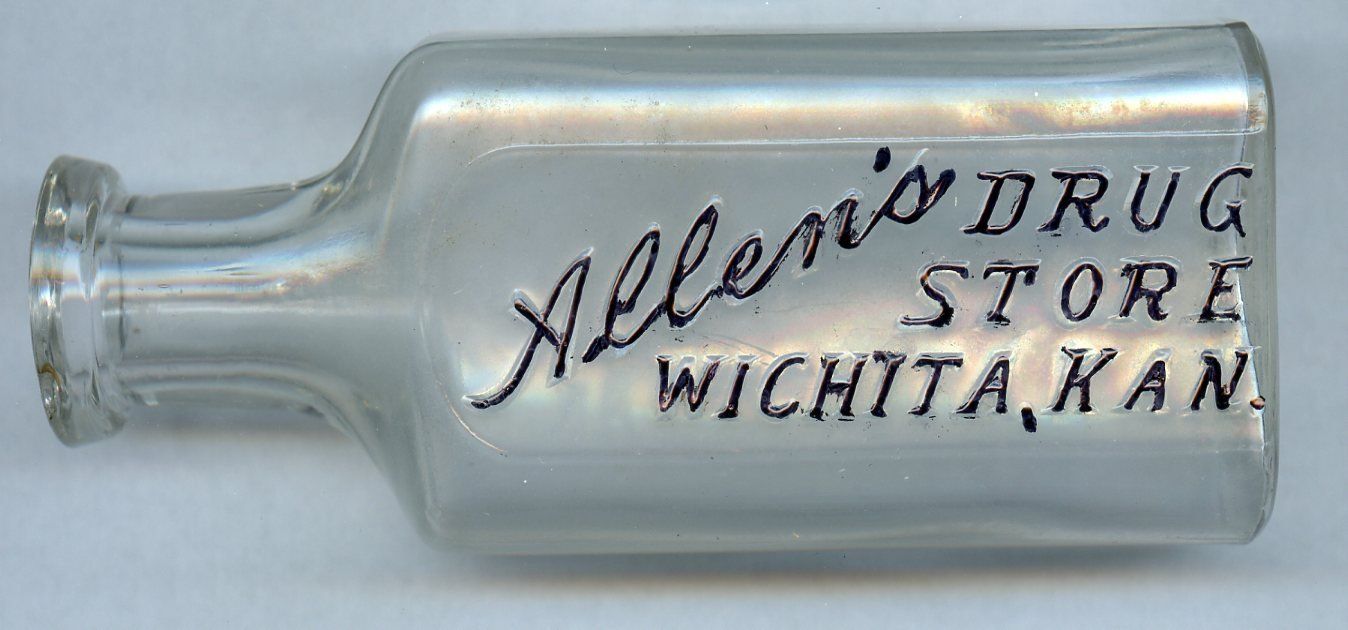 Allen's DRUG
STORE
WICHITA, KAN.